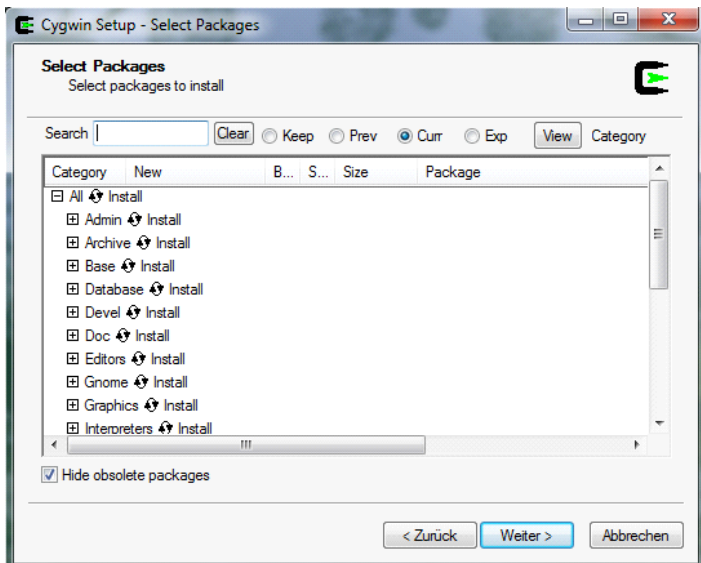 Cygwin Setup - Select Packages
Select Packages
Select packages to install
Search Clear Keep Prev Curr Exp View Category
Category New B... S... Size Package
All Install
Admin Install
Archive Install
Base Install
Database Install
Devel Install
Doc Install
Editors Install
Gnome Install
Graphics Install
Interpreters Install
Hide obsolete packages
< Zurück Weiter > Abbrechen